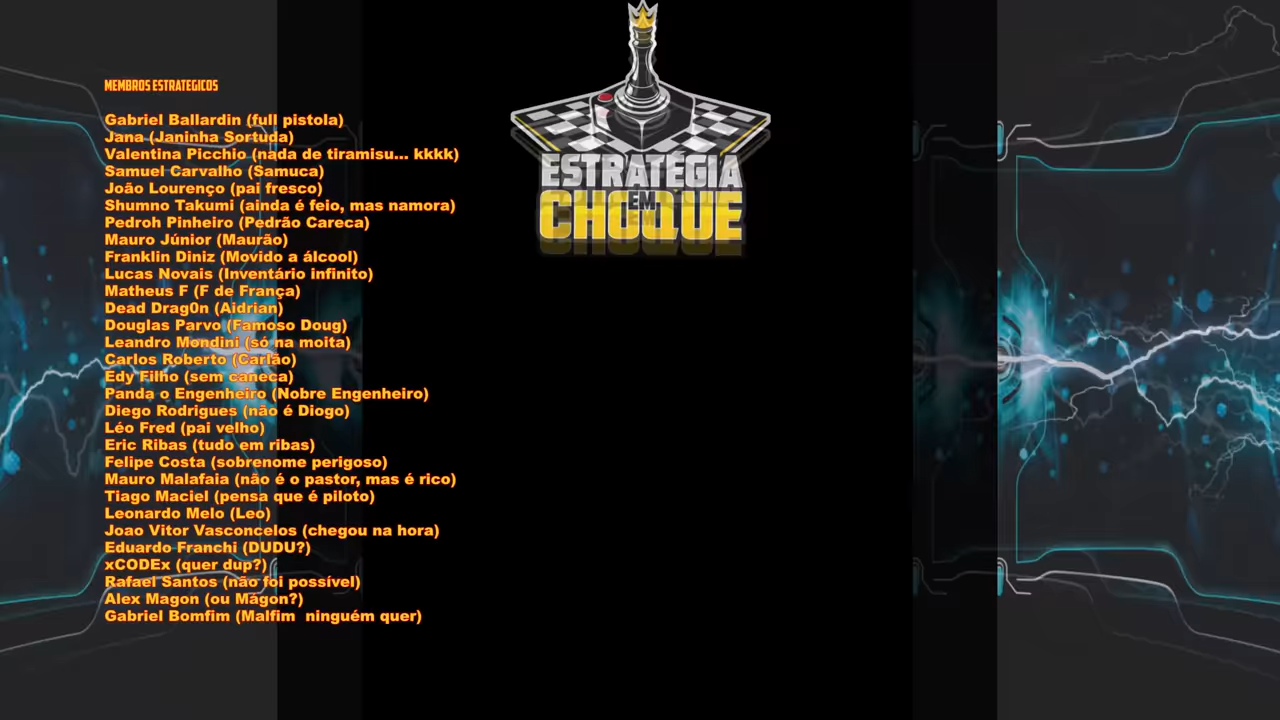 MEMBROS ESTRATEGICOS
Gabriel Ballardin (full pistola)
Jana (Janinha Sortuda)
Valentina Picchio (nada de tiramisu... kkkk)
Samuel Carvalho (Samuca)
João Lourenço (pai fresco)
Shumno Takumi (ainda é feio, mas namora)
Pedroh Pinheiro (Pedrão Careca)
Mauro Júnior (Maurão)
Franklin Diniz (Movido a álcool)
Lucas Novais (Inventário infinito)
Matheus F (F de França)
Dead Drag0n (Aidrian)
Douglas Parvo (Famoso Doug)
Leandro Mendini (só na moita)
Carlos Roberto (Carlão)
Edy Filho (sem caneca)
Panda o Engenheiro (Nobre Engenheiro)
Diego Rodrigues (não é Diogo)
Léo Fred (pai velho)
Eric Ribas (tudo em ribas)
Felipe Costa (sobrenome perigoso)
Mauro Malafaia (não é o pastor, mas é rico)
Tiago Maciel (pensa que é piloto)
Leonardo Melo (Leo)
Joao Vitor Vasconcelos (chegou na hora)
Eduardo Franchi (DUDU?)
xCODEx (quer dup?)
Rafael Santos (não foi possível)
Alex Magon (ou Mágon?)
Gabriel Bomfim (Malfim  ninguém quer)
ESTRATÉGIA
EM
CHOQUE